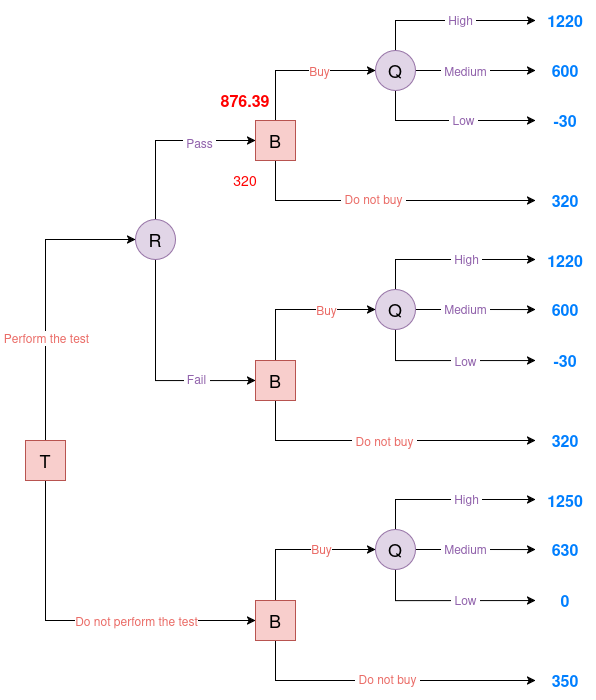 High
1220
Q
Buy
Medium
600
876.39
Low
-30
Pass
B
320
Do not buy
320
R
High
1220
Buy
Q
Medium
600
Perform the test
Low
-30
Fail
B
Do not buy
320
T
High
1250
Buy
Q
Medium
630
Low
0
Do not perform the test
B
Do not buy
350